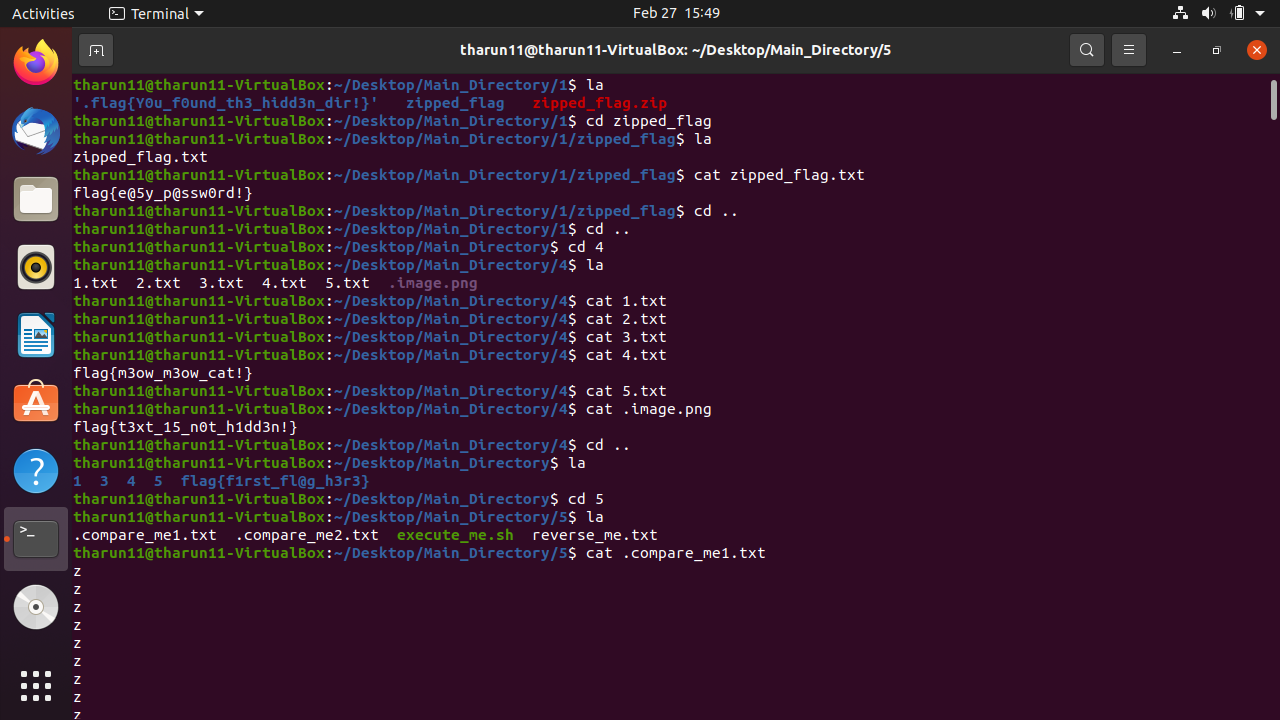 Activities Terminal Feb 27 15:49
tharun11@tharun11-VirtualBox: ~/Desktop/Main_Directory/5
tharun11@tharun11-VirtualBox:~/Desktop/Main_Directory/1$ la
'.flag{Y0u_f0und_th3_hidd3n_dir!}' zipped_flag zipped_flag.zip
tharun11@tharun11-VirtualBox:~/Desktop/Main_Directory/1$ cd zipped_flag
tharun11@tharun11-VirtualBox:~/Desktop/Main_Directory/1/zipped_flag$ la
zipped_flag.txt
tharun11@tharun11-VirtualBox:~/Desktop/Main_Directory/1/zipped_flag$ cat zipped_flag.txt
flag{e@5y_p@ssw0rd!}
tharun11@tharun11-VirtualBox:~/Desktop/Main_Directory/1/zipped_flag$ cd ..
tharun11@tharun11-VirtualBox:~/Desktop/Main_Directory/1$ cd ..
tharun11@tharun11-VirtualBox:~/Desktop/Main_Directory$ cd 4
tharun11@tharun11-VirtualBox:~/Desktop/Main_Directory/4$ la
1.txt 2.txt 3.txt 4.txt 5.txt .image.png
tharun11@tharun11-VirtualBox:~/Desktop/Main_Directory/4$ cat 1.txt
tharun11@tharun11-VirtualBox:~/Desktop/Main_Directory/4$ cat 2.txt
tharun11@tharun11-VirtualBox:~/Desktop/Main_Directory/4$ cat 3.txt
tharun11@tharun11-VirtualBox:~/Desktop/Main_Directory/4$ cat 4.txt
flag{m3ow_m3ow_cat!}
tharun11@tharun11-VirtualBox:~/Desktop/Main_Directory/4$ cat 5.txt
tharun11@tharun11-VirtualBox:~/Desktop/Main_Directory/4$ cat .image.png
flag{t3xt_15_n0t_h1dd3n!}
tharun11@tharun11-VirtualBox:~/Desktop/Main_Directory/4$ cd ..
tharun11@tharun11-VirtualBox:~/Desktop/Main_Directory$ la
1 3 4 5 flag{f1rst_fl@g_h3r3}
tharun11@tharun11-VirtualBox:~/Desktop/Main_Directory$ cd 5
tharun11@tharun11-VirtualBox:~/Desktop/Main_Directory/5$ la
.compare_me1.txt .compare_me2.txt execute_me.sh reverse_me.txt
tharun11@tharun11-VirtualBox:~/Desktop/Main_Directory/5$ cat .compare_me1.txt
z
z
z
z
z
z
z
z
z